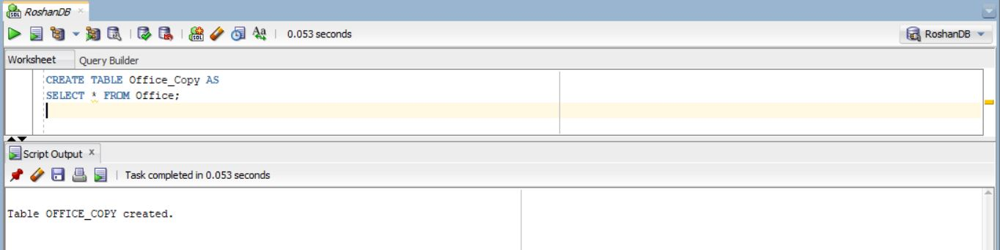 RoshanDB
0.053 seconds
RoshanDB
Worksheet Query Builder
CREATE TABLE Office_Copy AS
SELECT * FROM Office;
Script Output
Task completed in 0.053 seconds
Table OFFICE_COPY created.